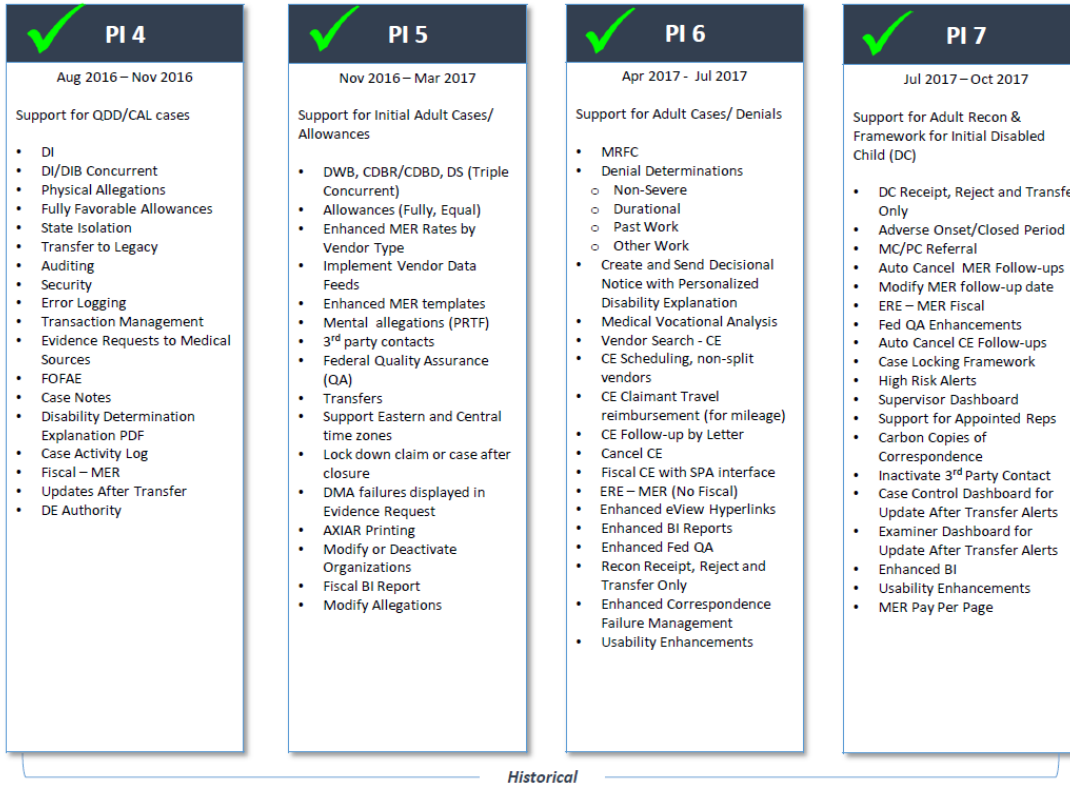 PI 4
Aug 2016 – Nov 2016
Support for QDD/CAL cases
• DI
• DI/DIB Concurrent
• Physical Allegations
• Fully Favorable Allowances
• State Isolation
• Transfer to Legacy
• Auditing
• Security
• Error Logging
• Transaction Management
• Evidence Requests to Medical
Sources
• FOFAE
• Case Notes
• Disability Determination
Explanation PDF
• Case Activity Log
• Fiscal – MER
• Updates After Transfer
• DE Authority
PI 5
Nov 2016 – Mar 2017
Support for Initial Adult Cases/
Allowances
• DWB, CDBR/CDBD, DS (Triple
Concurrent)
• Allowances (Fully, Equal)
• Enhanced MER Rates by
Vendor Type
• Implement Vendor Data
Feeds
• Enhanced MER templates
• Mental allegations (PRTF)
• 3rd party contacts
• Federal Quality Assurance
(QA)
• Transfers
• Support Eastern and Central
time zones
• Lock down claim or case after
closure
• DMA failures displayed in
Evidence Request
• AXIAR Printing
• Modify or Deactivate
Organizations
• Fiscal BI Report
• Modify Allegations
PI 6
Apr 2017 - Jul 2017
Support for Adult Cases/ Denials
• MRFC
• Denial Determinations
o Non-Severe
o Durational
o Past Work
o Other Work
• Create and Send Decisional
Notice with Personalized
Disability Explanation
• Medical Vocational Analysis
• Vendor Search - CE
• CE Scheduling, non-split
vendors
• CE Claimant Travel
reimbursement (for mileage)
• CE Follow-up by Letter
• Cancel CE
• Fiscal CE with SPA interface
• ERE – MER (No Fiscal)
• Enhanced eView Hyperlinks
• Enhanced BI Reports
• Enhanced Fed QA
• Recon Receipt, Reject and
Transfer Only
• Enhanced Correspondence
Failure Management
• Usability Enhancements
PI 7
Jul 2017 – Oct 2017
Support for Adult Recon &
Framework for Initial Disabled
Child (DC)
• DC Receipt, Reject and Transfe
Only
• Adverse Onset/Closed Period
• MC/PC Referral
• Auto Cancel MER Follow-ups
• Modify MER follow-up date
• ERE – MER Fiscal
• Fed QA Enhancements
• Auto Cancel CE Follow-ups
• Case Locking Framework
• High Risk Alerts
• Supervisor Dashboard
• Support for Appointed Reps
• Carbon Copies of
Correspondence
• Inactivate 3rd Party Contact
• Case Control Dashboard for
Update After Transfer Alerts
• Examiner Dashboard for
Update After Transfer Alerts
• Enhanced BI
• Usability Enhancements
• MER Pay Per Page
Historical